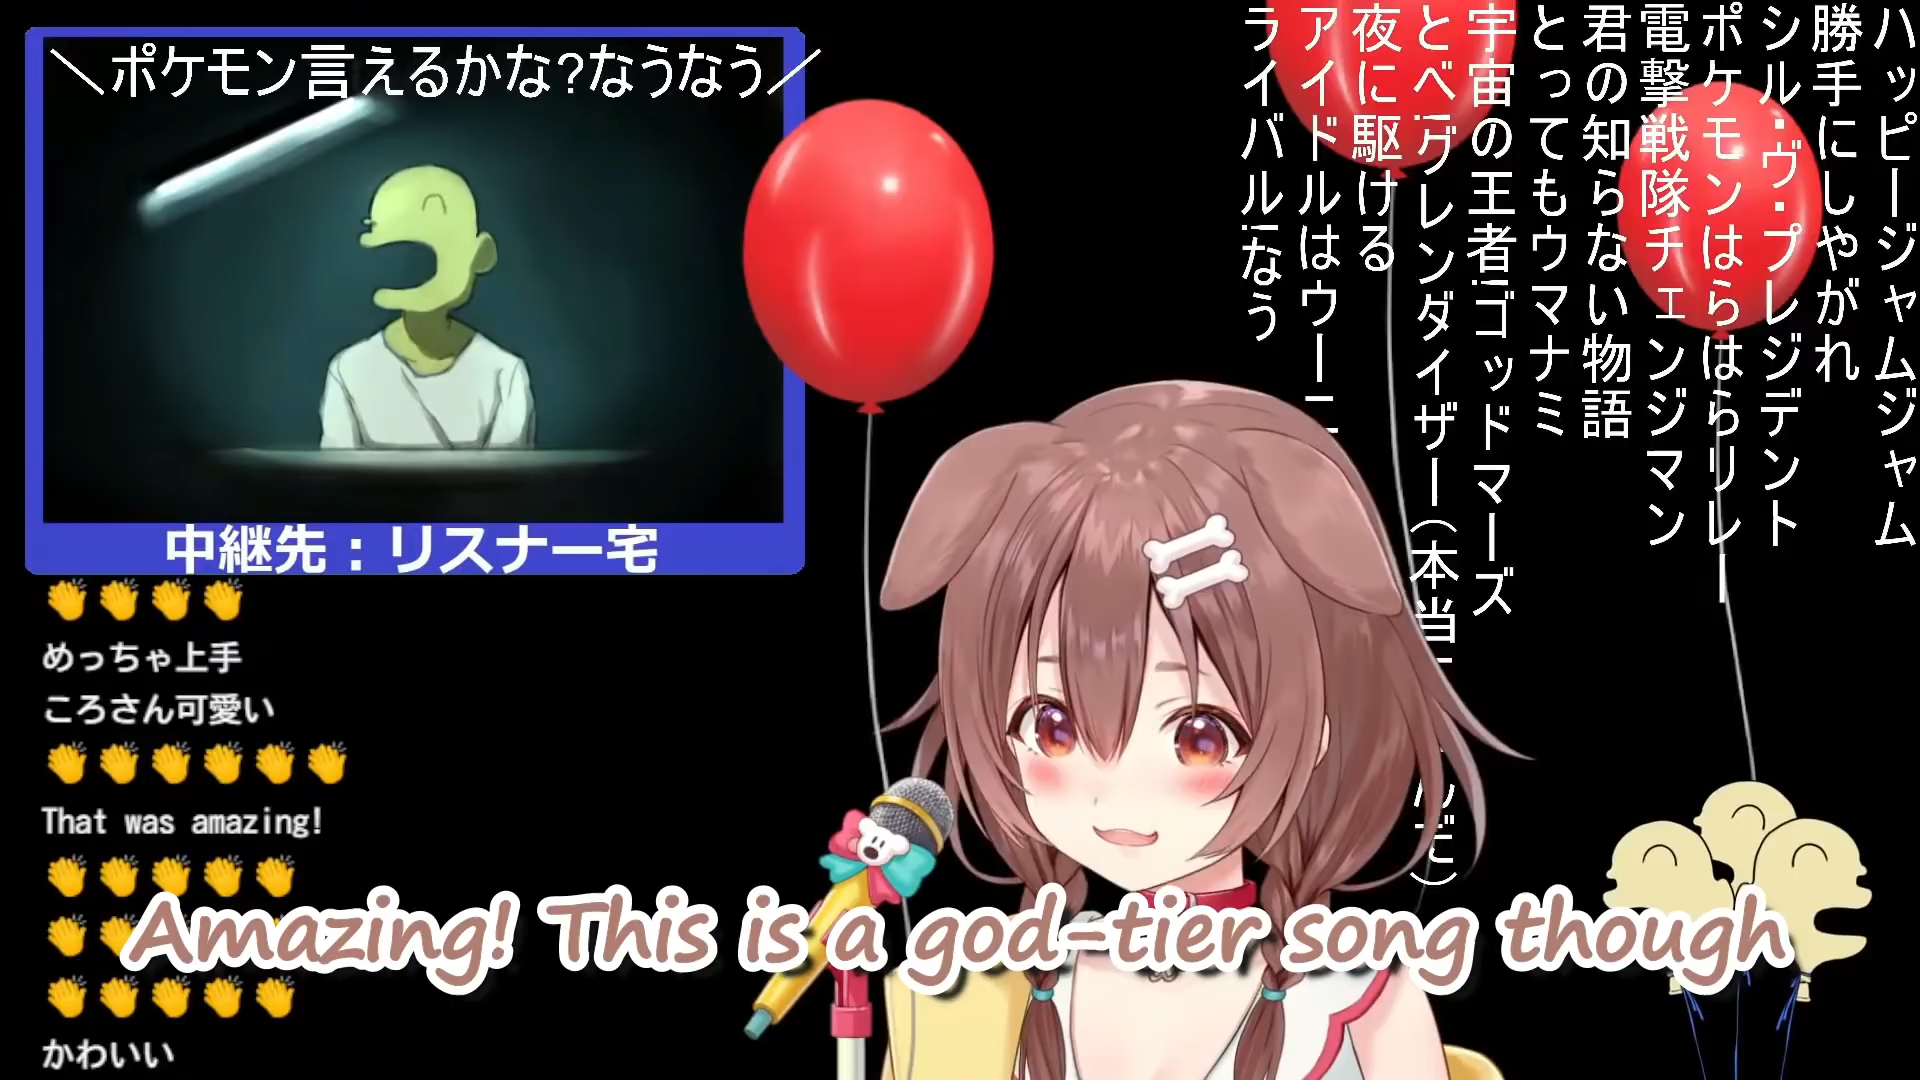 ＼ポケモン言えるかな?なうなう／
中継先：リスナー宅
👏👏👏👏
めっちゃ上手
ころさん可愛い
👏👏👏👏👏👏
That was amazing!
👏👏👏👏👏
👏👏
👏👏👏👏👏
かわいい
ハッピージャムジャム
勝手にしやがれ
シル・ヴ・プレジデント
ポケモンはらはらリレー
電撃戦隊チェンジマン
君の知らない物語
とってもウマナミ
宇宙の王者!ゴッドマーズ
とべ!グレンダイザー(本当に
んだ)
夜に駆ける
アイドルはウーニ
ライバル!なう
Amazing! This is a god-tier song though